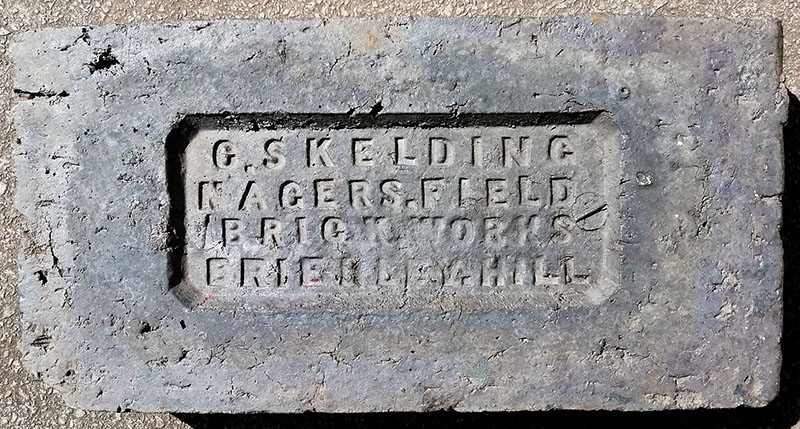 G. SKELDING
NAGERS. FIELD
BRICK WORKS
BRIERLEY HILL